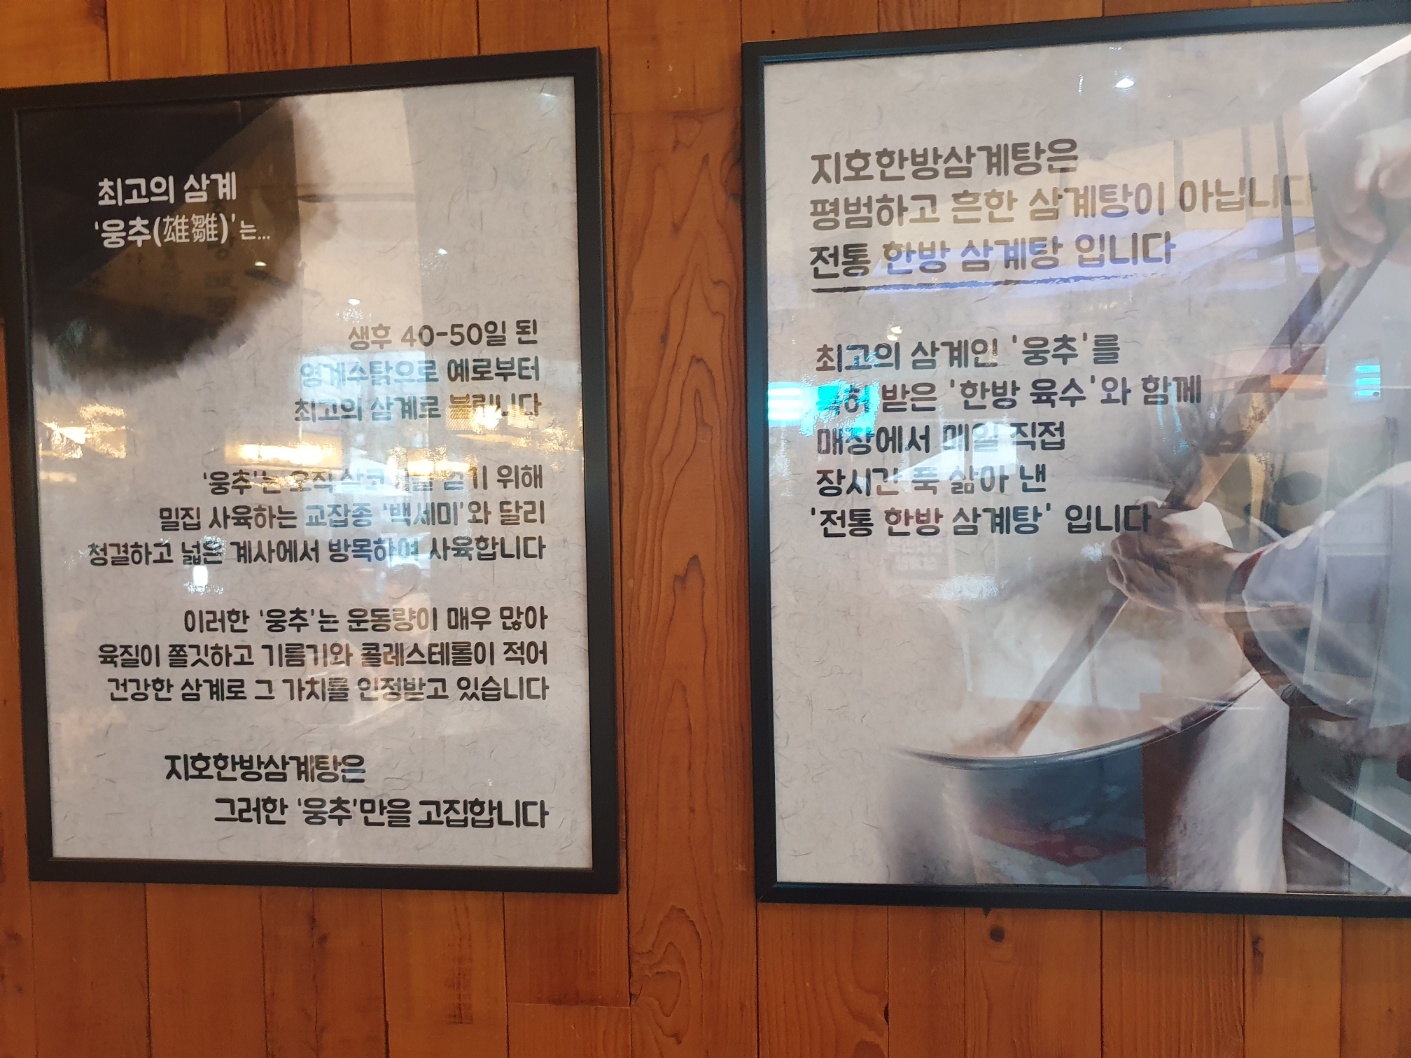 최고의 삼계
'웅추(雄雛)'는...
생후 40-50일 된
영계수탉으로 예로부터
최고의 삼계로 불립니다
'웅추'는 오직 위해
밀집 사육하는 교잡종 '백세미'와 달리
청결하고 넓은 계사에서 방목하여 사육합니다
이러한 '웅추'는 운동량이 매우 많아
육질이 쫄깃하고 기름기와 콜레스테롤이 적어
건강한 삼계로 그 가치를 인정받고 있습니다
지호한방삼계탕은
그러한 '웅추'만을 고집합니다
지호한방삼계탕은
평범하고 흔한 삼계탕이 아닙니다
전통 한방 삼계탕 입니다
최고의 삼계인 '웅추'를
특허 받은 '한방 육수'와 함께
매장에서 매일 직접
장시간 푹 삶아 낸
'전통 한방 삼계탕' 입니다